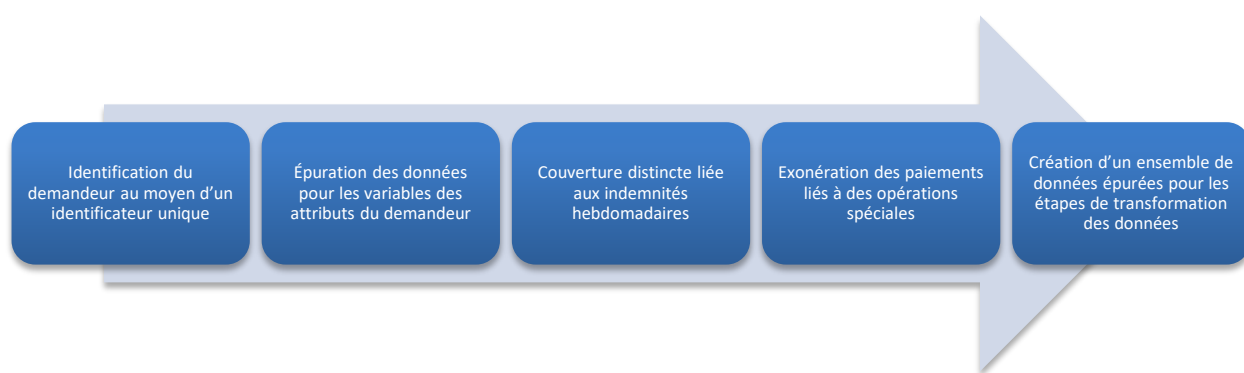 Identification du
demandeur au moyen d’un
identificateur unique
Épuration des données
pour les variables des
attributs du demandeur
Couverture distincte liée
aux indemnités
hebdomadaires
Exonération des paiements
liés à des opérations
spéciales
Création d’un ensemble de
données épurées pour les
étapes de transformation
des données